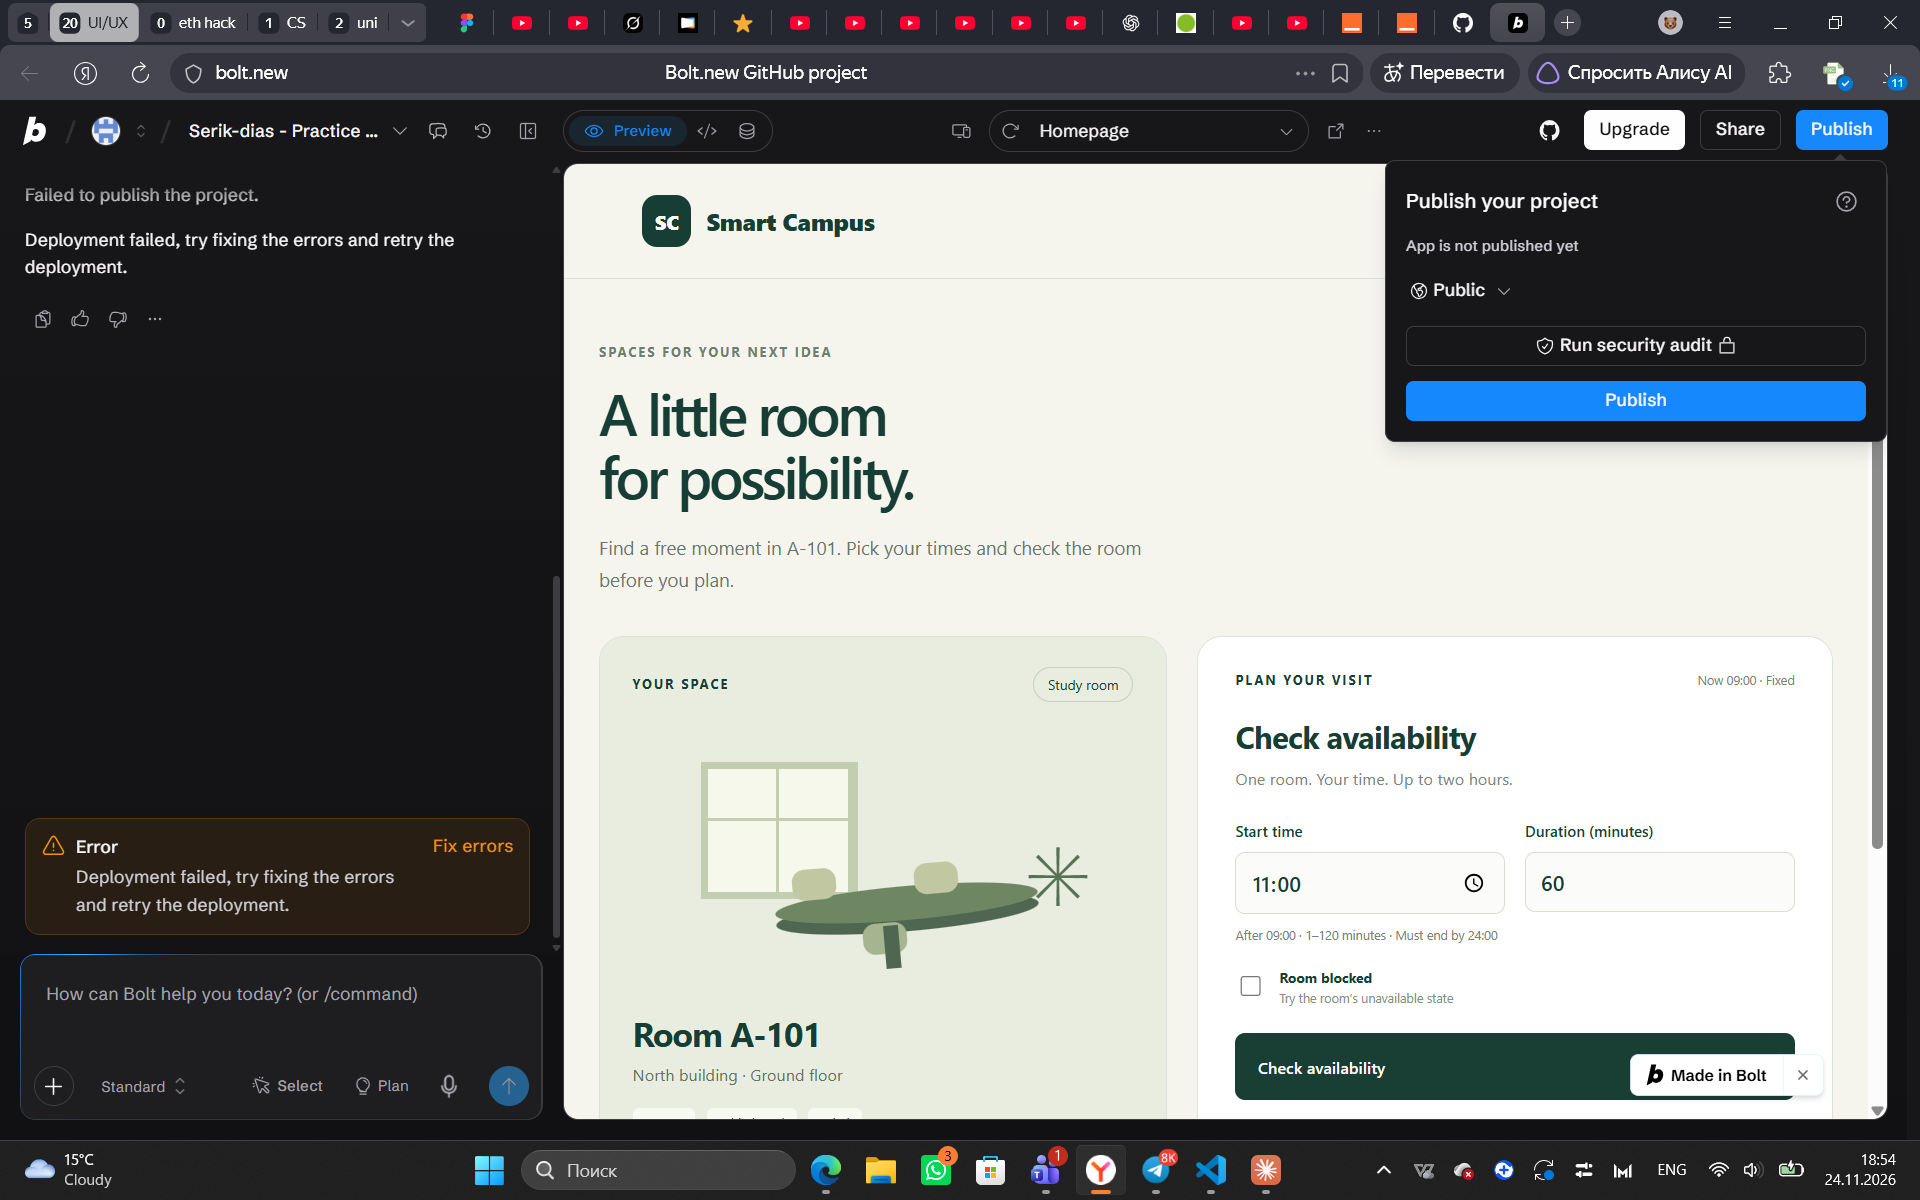 5
20 UI/UX
0 eth hack
1 CS
2 uni
bolt.new
Bolt.new GitHub project
Перевести
Спросить Алису AI
11
b
Serik-dias - Practice ...
Preview
Homepage
Upgrade
Share
Publish
Failed to publish the project.
Deployment failed, try fixing the errors and retry the
deployment.
Publish your project
App is not published yet
Public
Run security audit
Publish
SC
Smart Campus
SPACES FOR YOUR NEXT IDEA
A little room
for possibility.
Find a free moment in A-101. Pick your times and check the room
before you plan.
YOUR SPACE
Study room
Room A-101
North building · Ground floor
PLAN YOUR VISIT
Now 09:00 · Fixed
Check availability
One room. Your time. Up to two hours.
Start time
Duration (minutes)
11:00
60
After 09:00 · 1–120 minutes · Must end by 24:00
Room blocked
Try the room's unavailable state
Check availability
b Made in Bolt
Error
Fix errors
Deployment failed, try fixing the errors
and retry the deployment.
How can Bolt help you today? (or /command)
Standard
Select
Plan
15°C
Cloudy
Поиск
3
1
8K
ENG
18:54
24.11.2026